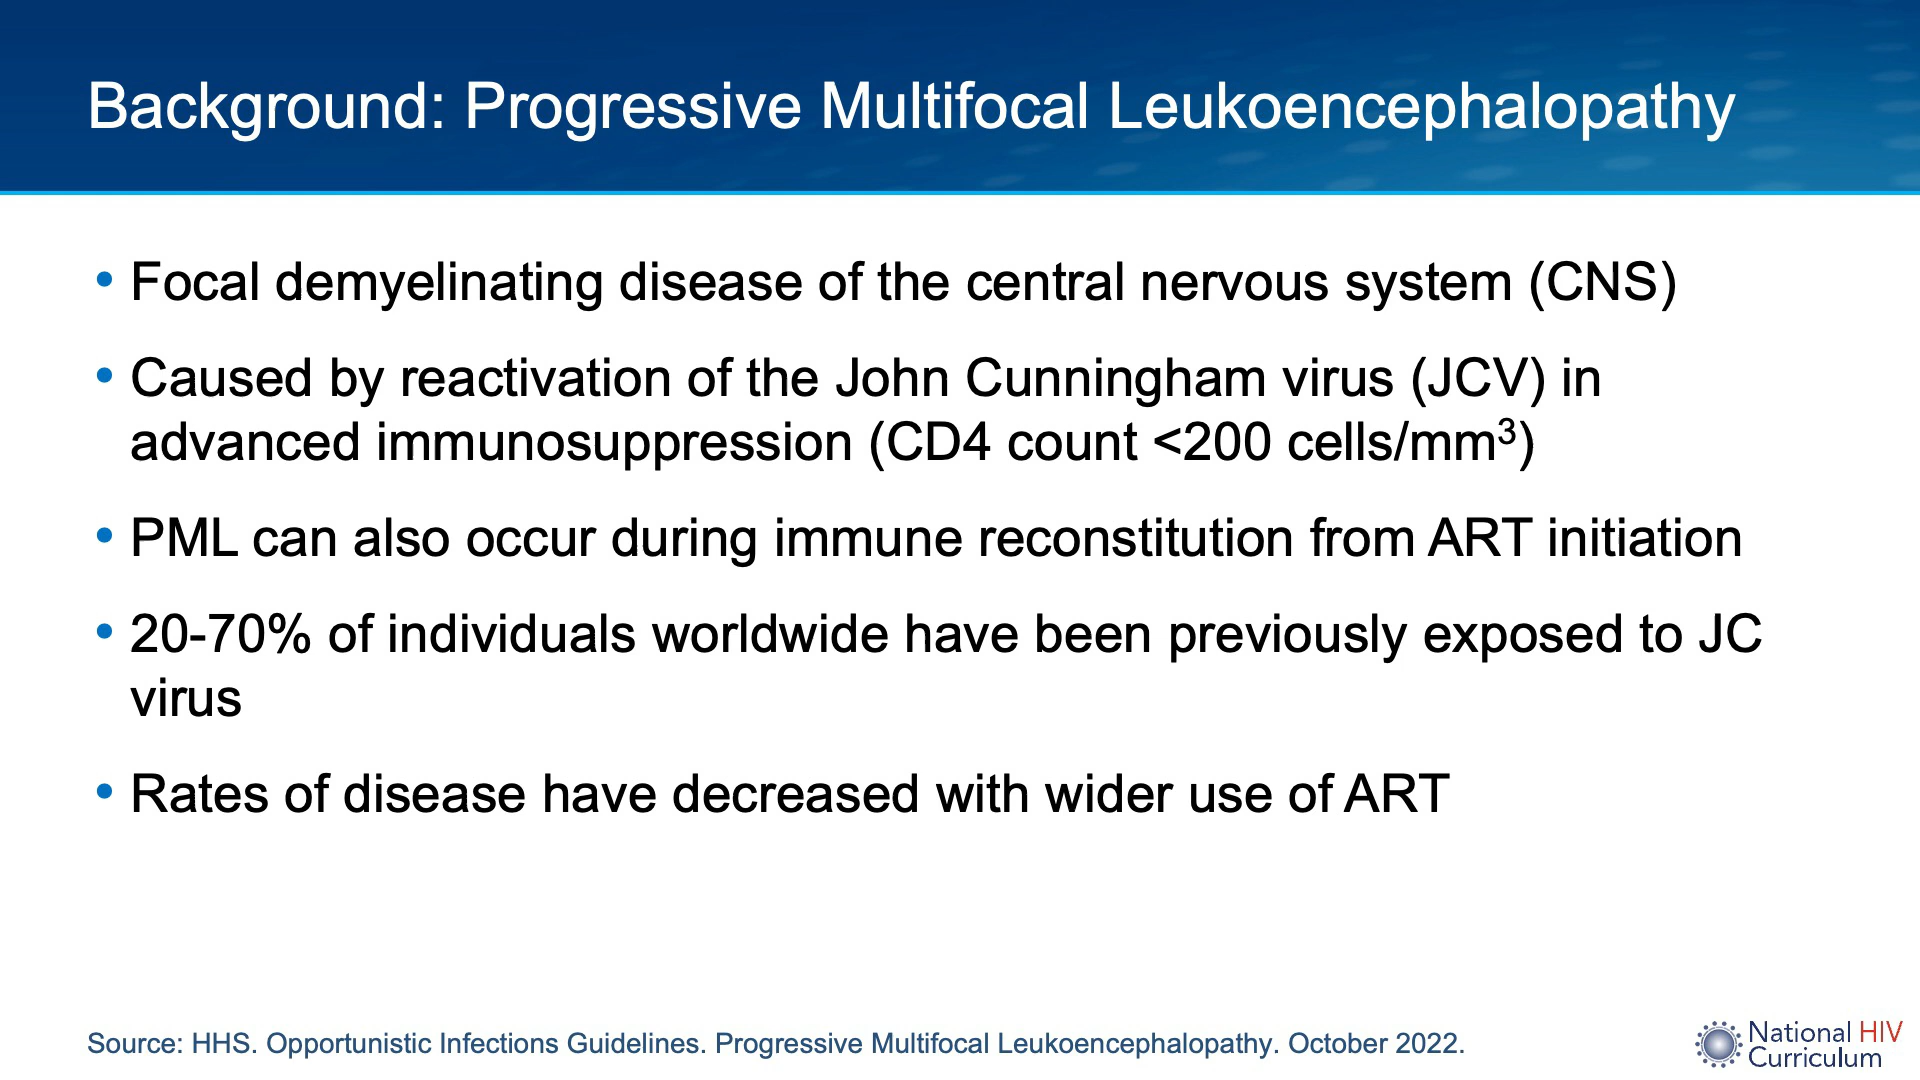 Background: Progressive Multifocal Leukoencephalopathy
• Focal demyelinating disease of the central nervous system (CNS)
• Caused by reactivation of the John Cunningham virus (JCV) in
advanced immunosuppression (CD4 count <200 cells/mm³)
• PML can also occur during immune reconstitution from ART initiation
• 20-70% of individuals worldwide have been previously exposed to JC
virus
• Rates of disease have decreased with wider use of ART
Source: HHS. Opportunistic Infections Guidelines. Progressive Multifocal Leukoencephalopathy. October 2022.
National HIV
Curriculum